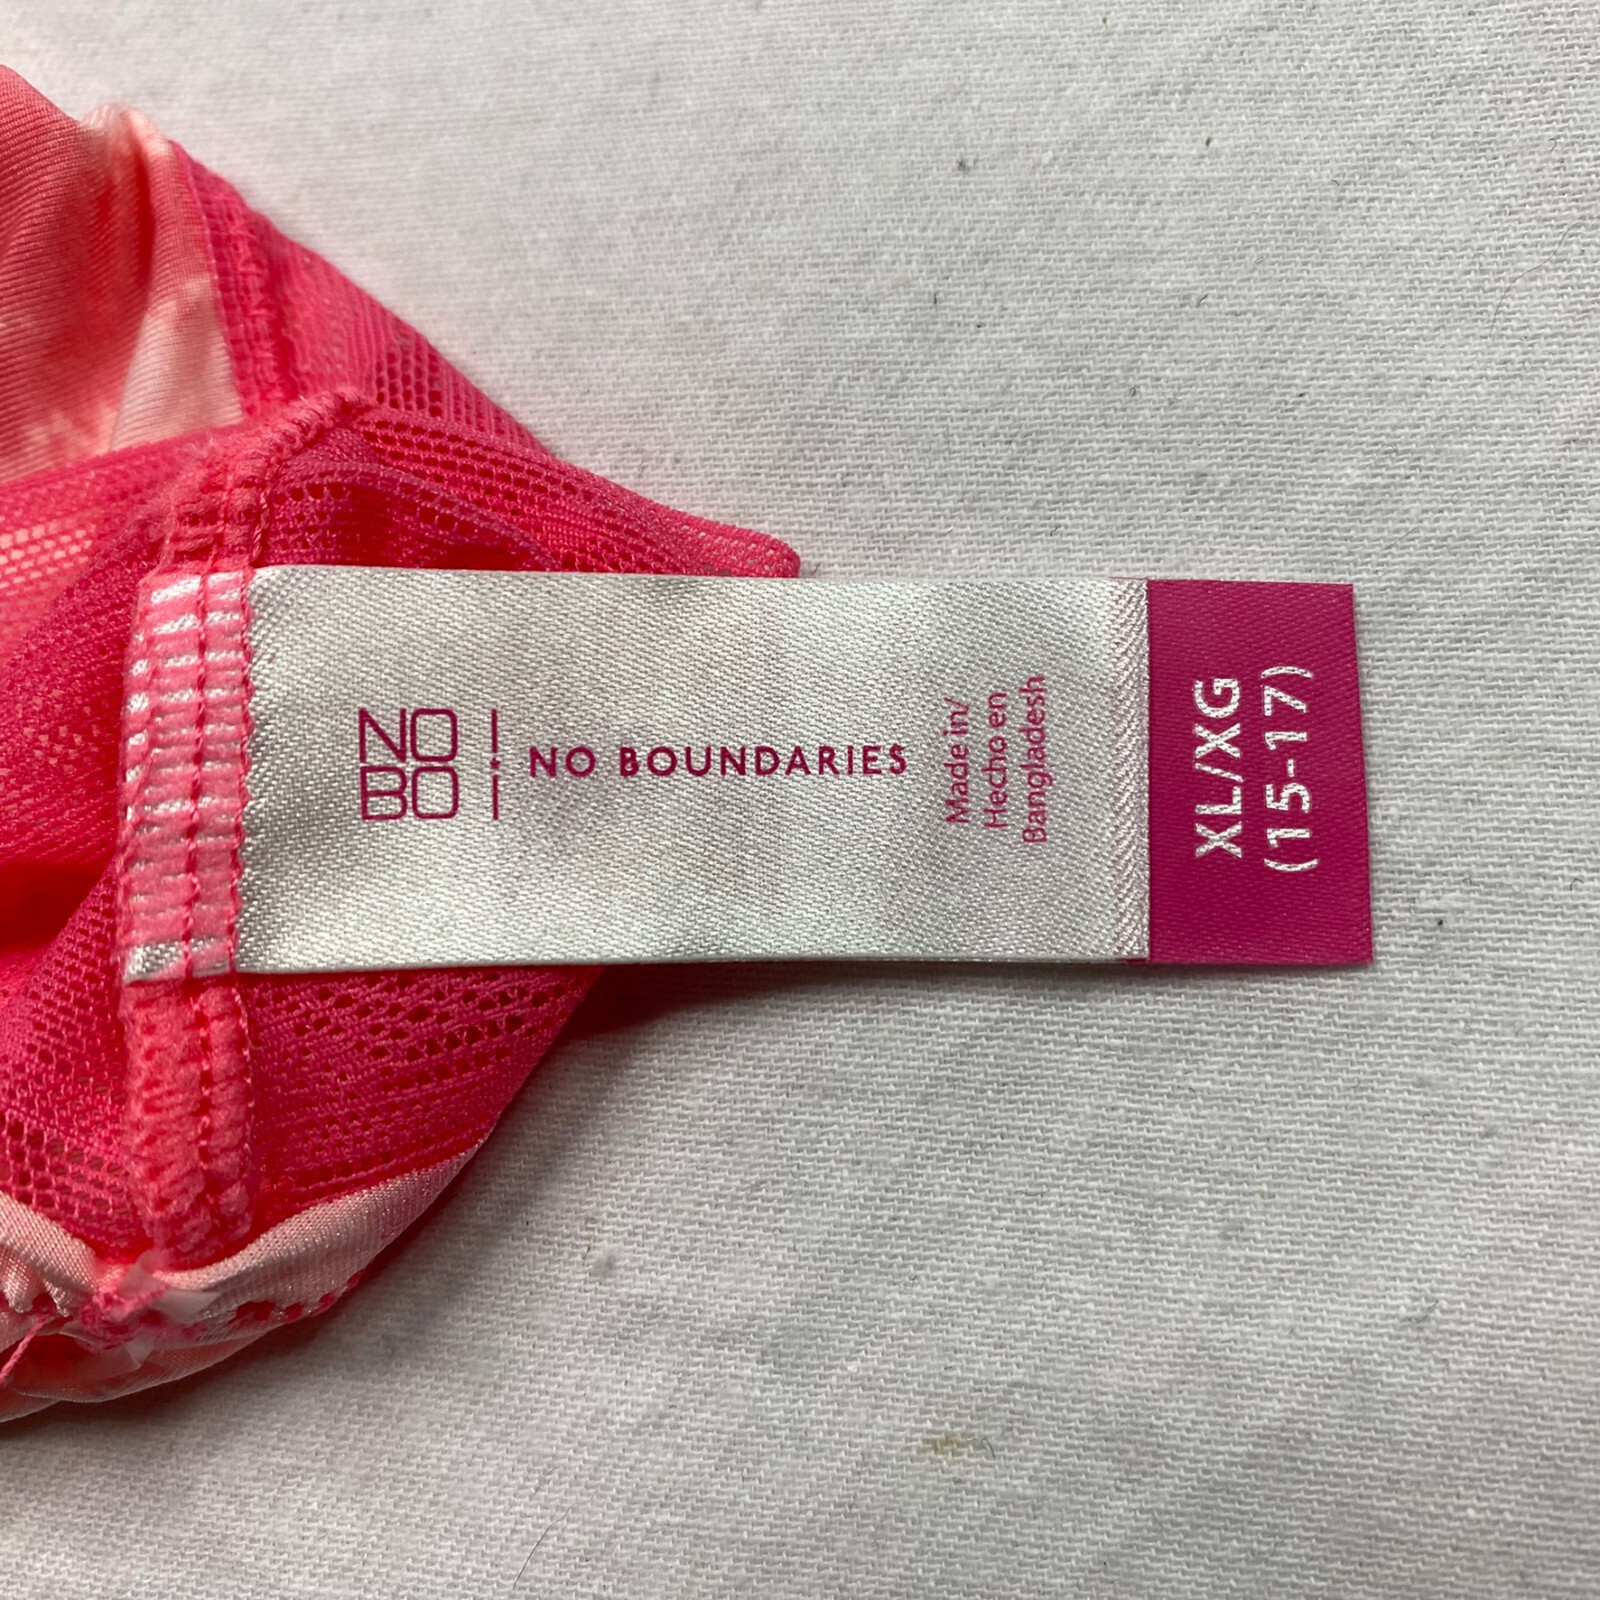 NO
BO
NO BOUNDARIES
Made in/
Hecho en
Bangladesh
XL/XG
(15-17)